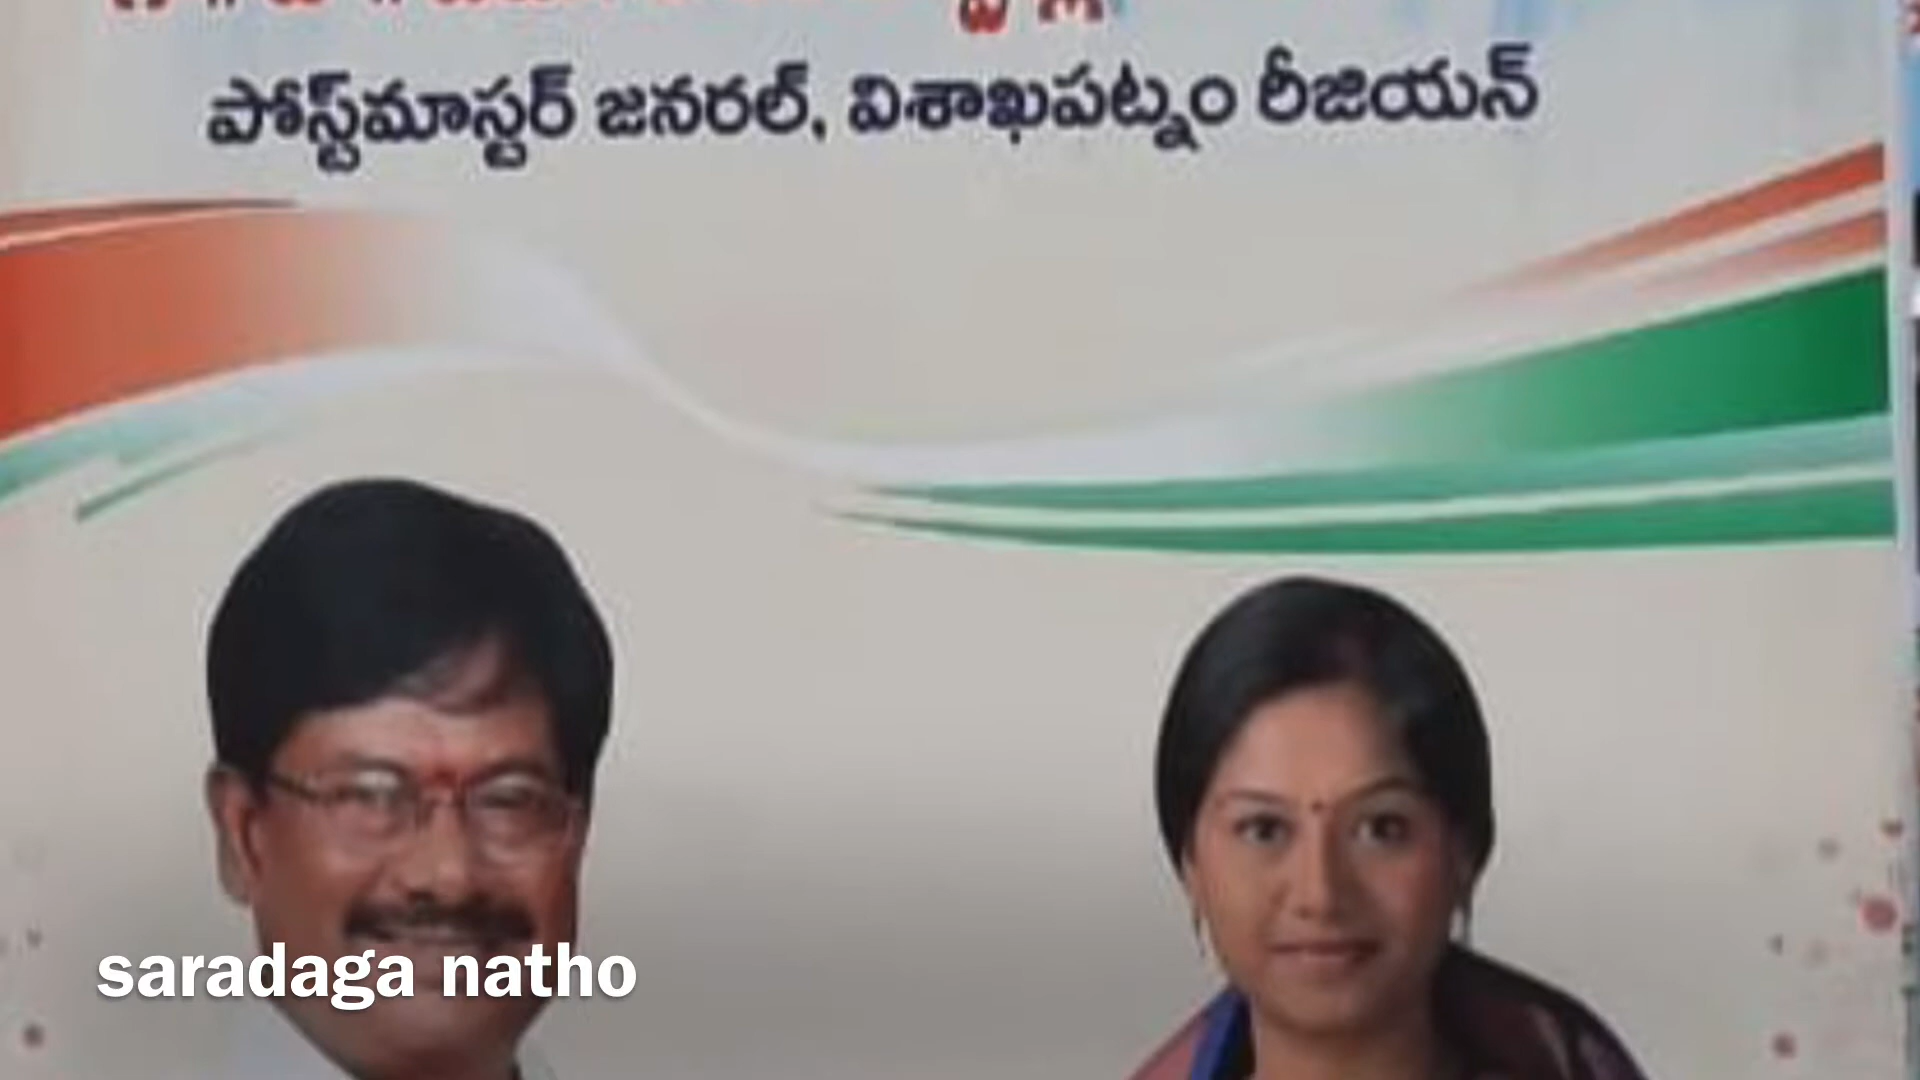 పోస్ట్‌మాస్టర్ జనరల్, విశాఖపట్నం రీజియన్
saradaga natho